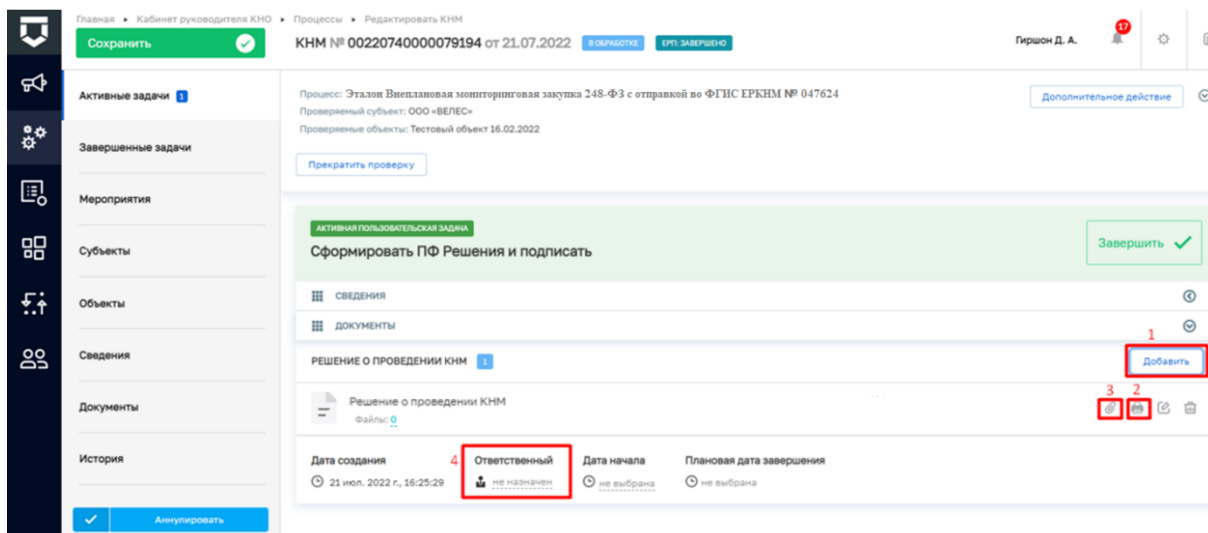 Главная ▸ Кабинет руководителя КНО ▸ Процессы ▸ Редактировать КНМ
Сохранить
КНМ № 00220740000079194 от 21.07.2022 В ОБРАБОТКЕ ЕРП: ЗАВЕРШЕНО
Гиршон Д. А.
17
Активные задачи 1
Завершенные задачи
Мероприятия
Субъекты
Объекты
Сведения
Документы
История
Аннулировать
Процесс: Эталон Внеплановая мониторинговая закупка 248-ФЗ с отправкой во ФГИС ЕРКНМ № 047624
Дополнительное действие
Проверяемый субъект: ООО «ВЕЛЕС»
Проверяемые объекты: Тестовый объект 16.02.2022
Прекратить проверку
АКТИВНАЯ ПОЛЬЗОВАТЕЛЬСКАЯ ЗАДАЧА
Сформировать ПФ Решения и подписать
Завершить
СВЕДЕНИЯ
ДОКУМЕНТЫ
1
РЕШЕНИЕ О ПРОВЕДЕНИИ КНМ 1
Добавить
3 2
Решение о проведении КНМ
Файлы: 0
Дата создания 4 Ответственный Дата начала Плановая дата завершения
21 июл. 2022 г., 16:25:29 не назначен не выбрана не выбрана